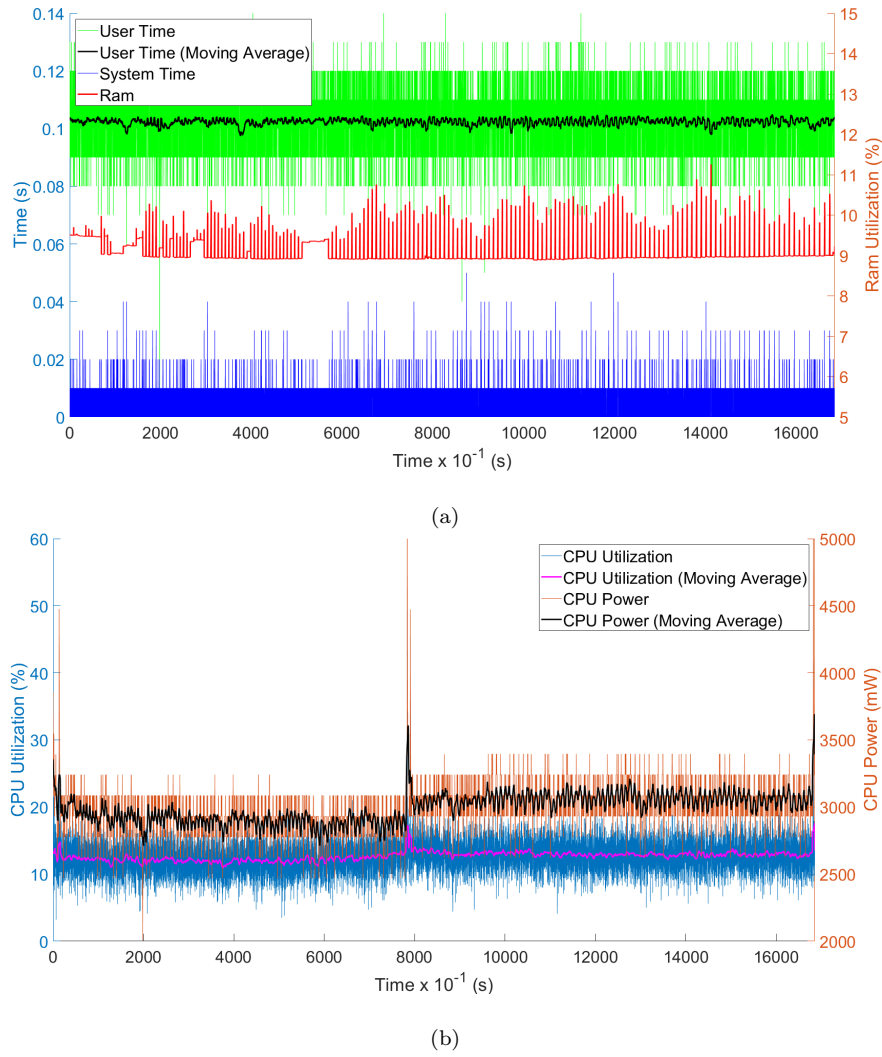 0.14
0.12
0.1
0.08
0.06
0.04
0.02
0
Time (s)
User Time
User Time (Moving Average)
System Time
Ram
15
14
13
12
11
10
9
8
7
6
5
Ram Utilization (%)
0 2000 4000 6000 8000 10000 12000 14000 16000
Time x 10^-1 (s)
(a)
60
50
40
30
20
10
0
CPU Utilization (%)
CPU Utilization
CPU Utilization (Moving Average)
CPU Power
CPU Power (Moving Average)
5000
4500
4000
3500
3000
2500
2000
CPU Power (mW)
0 2000 4000 6000 8000 10000 12000 14000 16000
Time x 10^-1 (s)
(b)